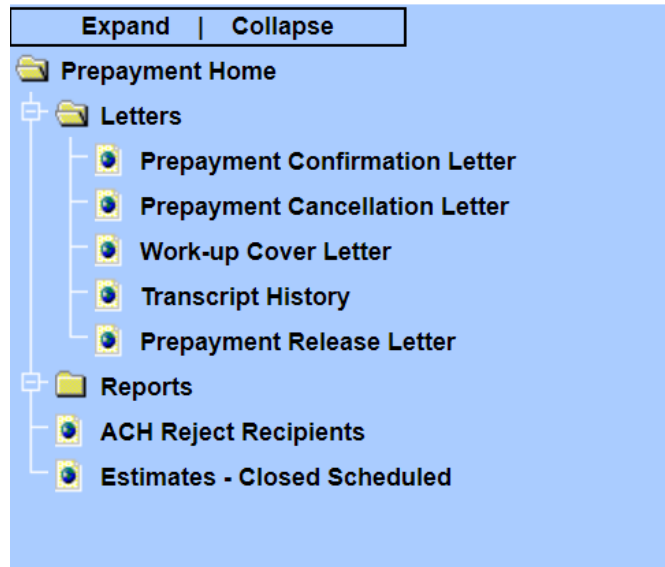 Expand | Collapse
Prepayment Home
Letters
Prepayment Confirmation Letter
Prepayment Cancellation Letter
Work-up Cover Letter
Transcript History
Prepayment Release Letter
Reports
ACH Reject Recipients
Estimates - Closed Scheduled